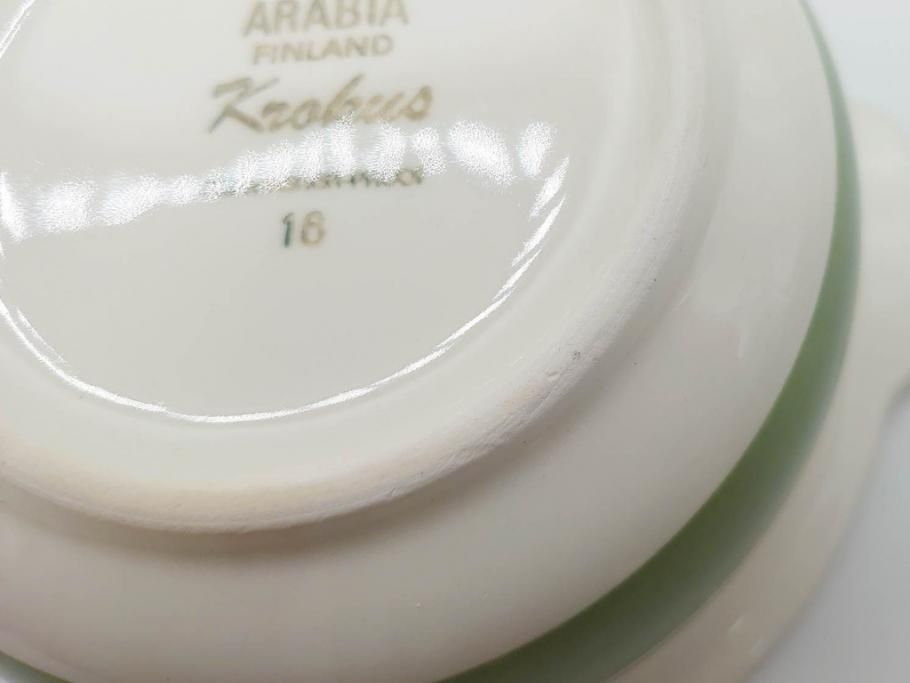 ARABIA
FINLAND
Krokus
16